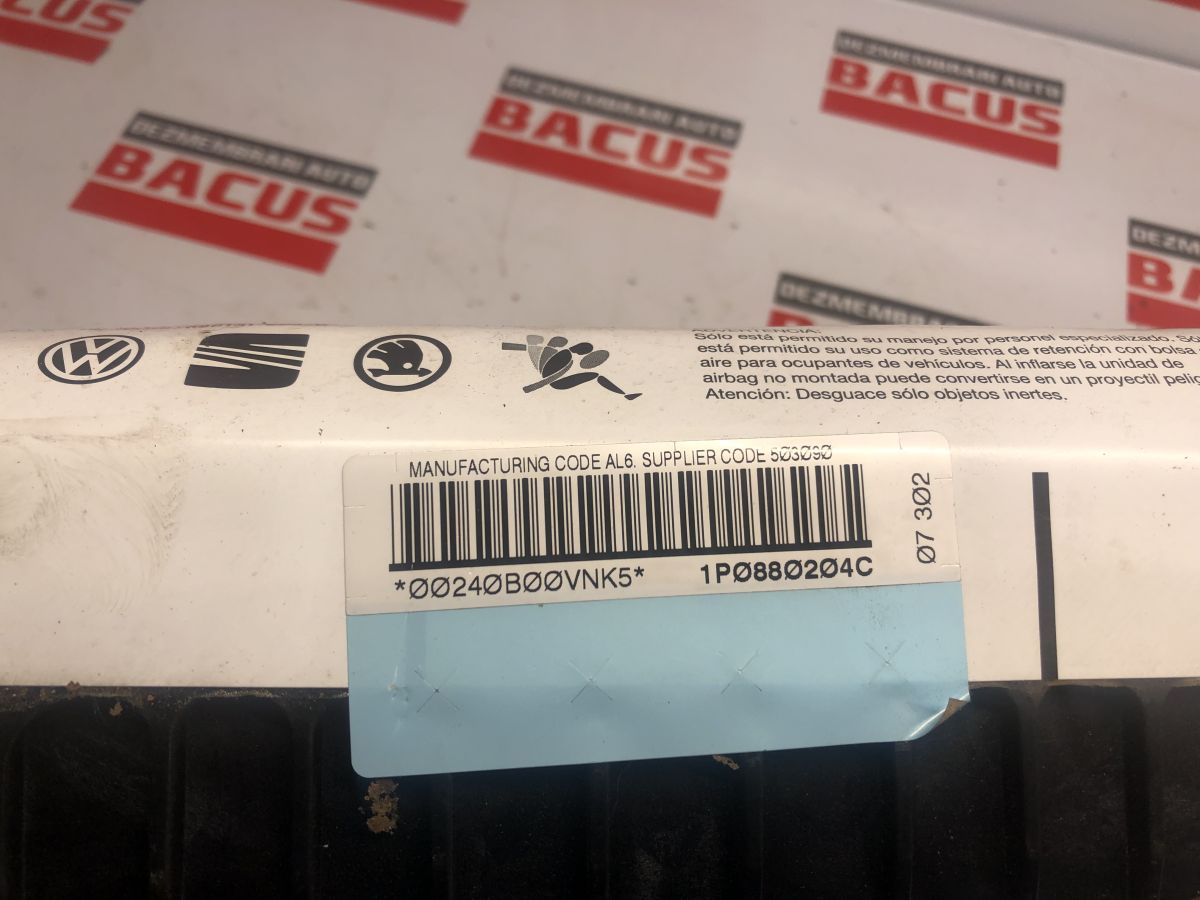 BACUS
DEZMEMBRARI AUTO
BACUS
DEZMEMBRARI AUTO
BACUS
DEZMEMBRARI AUTO
BACUS
DEZMEMBRARI
ADVERTENCIA:
Sólo está permitido su manejo por personel especializado.
está permitido su uso como sistema de retención con bolsa
aire para ocupantes de vehículos. Al inflarse la unidad de
airbag no montada puede convertirse en un proyectil
Atención: Desguace sólo objetos inertes.
MANUFACTURING CODE AL6. SUPPLIER CODE 5Ø3Ø9Ø
*ØØ24ØBØØVNK5* 1PØ88Ø2Ø4C
Ø7 3Ø2